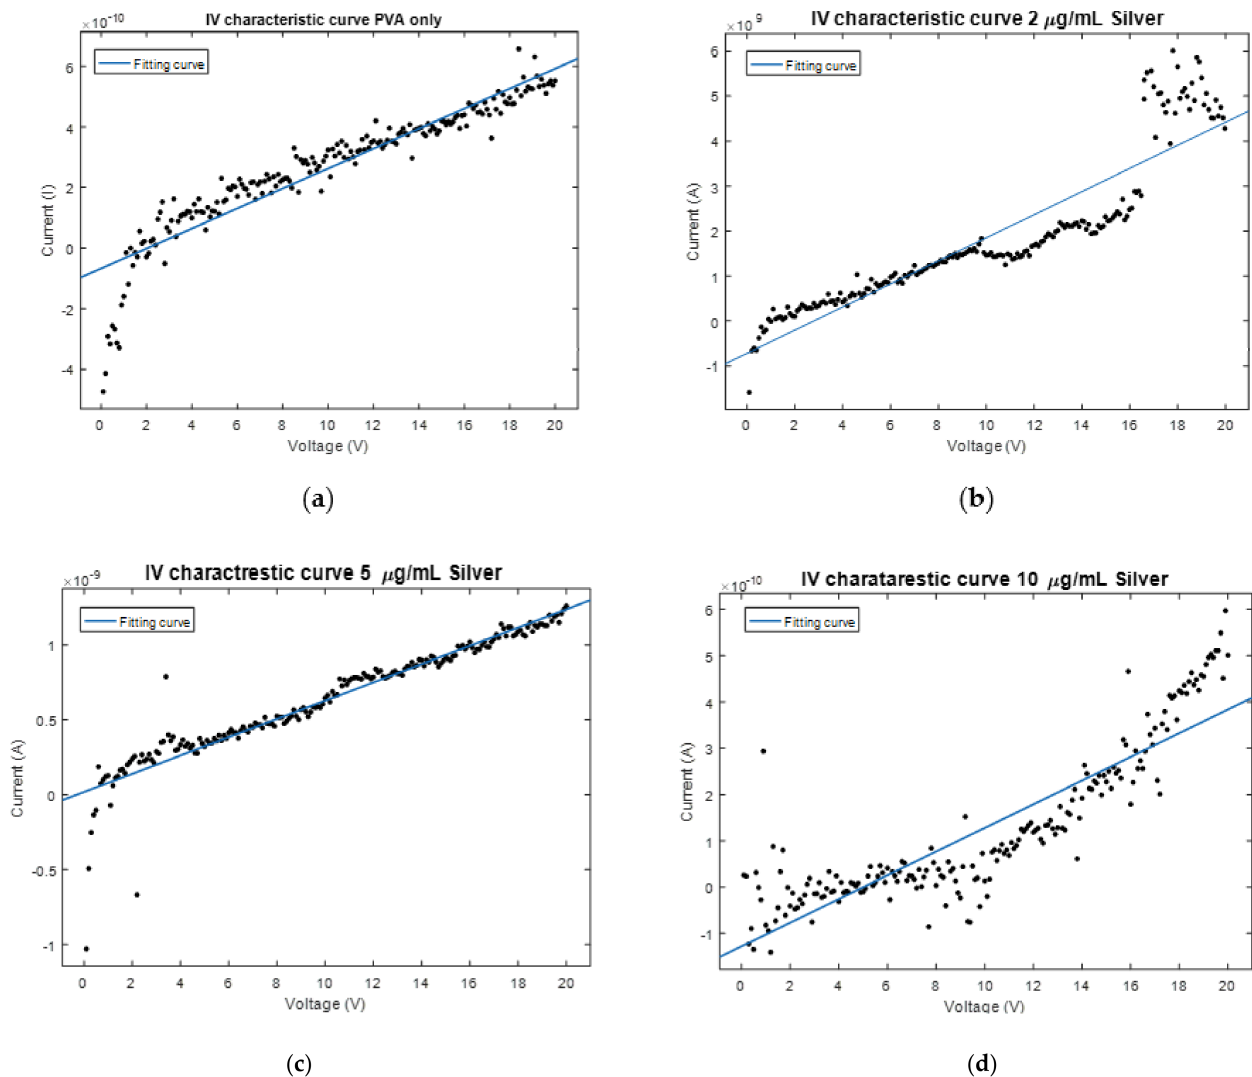 ×10⁻¹⁰ IV characteristic curve PVA only
Fitting curve
6
4
2
0
-2
-4
Current (I)
0 2 4 6 8 10 12 14 16 18 20
Voltage (V)
(a)
×10 ⁹ IV characteristic curve 2 μg/mL Silver
Fitting curve
6
5
4
3
2
1
0
-1
Current (A)
0 2 4 6 8 10 12 14 16 18 20
Voltage (V)
(b)
×10⁻⁹ IV charactrestic curve 5 μg/mL Silver
Fitting curve
1
0.5
0
-0.5
-1
Current (A)
0 2 4 6 8 10 12 14 16 18 20
Voltage (V)
(c)
×10⁻¹⁰ IV charatarestic curve 10 μg/mL Silver
Fitting curve
6
5
4
3
2
1
0
-1
Current (A)
0 2 4 6 8 10 12 14 16 18 20
Voltage (V)
(d)